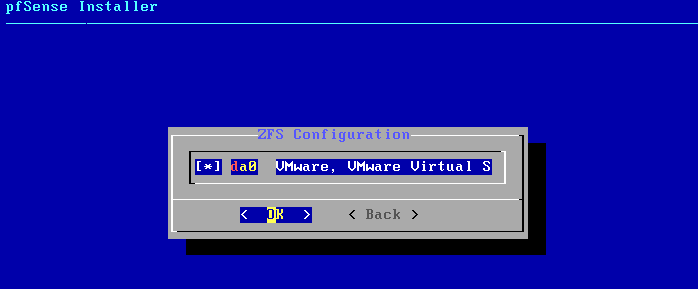 pfSense Installer
ZFS Configuration
[*] da0 VMware, VMware Virtual S
< OK > < Back >